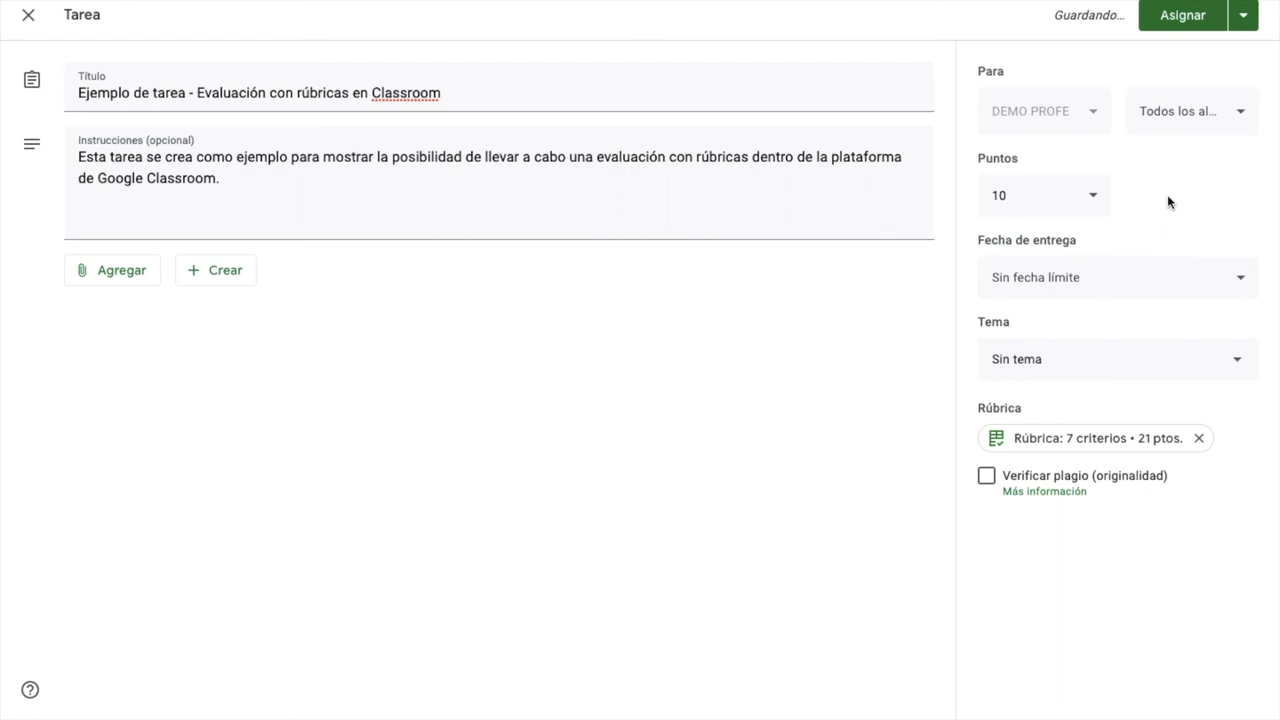 Tarea
Guardando...
Asignar
Título
Ejemplo de tarea - Evaluación con rúbricas en Classroom
Instrucciones (opcional)
Esta tarea se crea como ejemplo para mostrar la posibilidad de llevar a cabo una evaluación con rúbricas dentro de la plataforma
de Google Classroom.
Agregar
Crear
Para
DEMO PROFE
Todos los al...
Puntos
10
Fecha de entrega
Sin fecha límite
Tema
Sin tema
Rúbrica
Rúbrica: 7 criterios • 21 ptos.
Verificar plagio (originalidad)
Más información